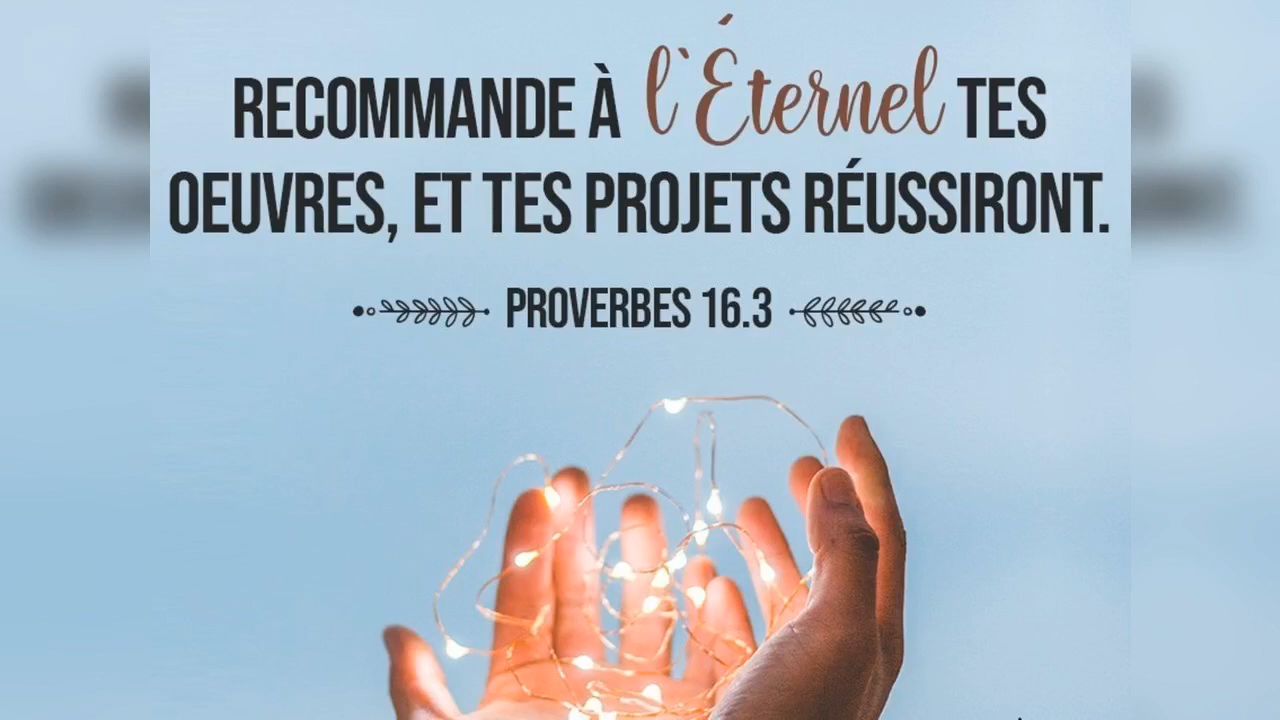 RECOMMANDE À l'Éternel TES
OEUVRES, ET TES PROJETS RÉUSSIRONT.
PROVERBES 16.3